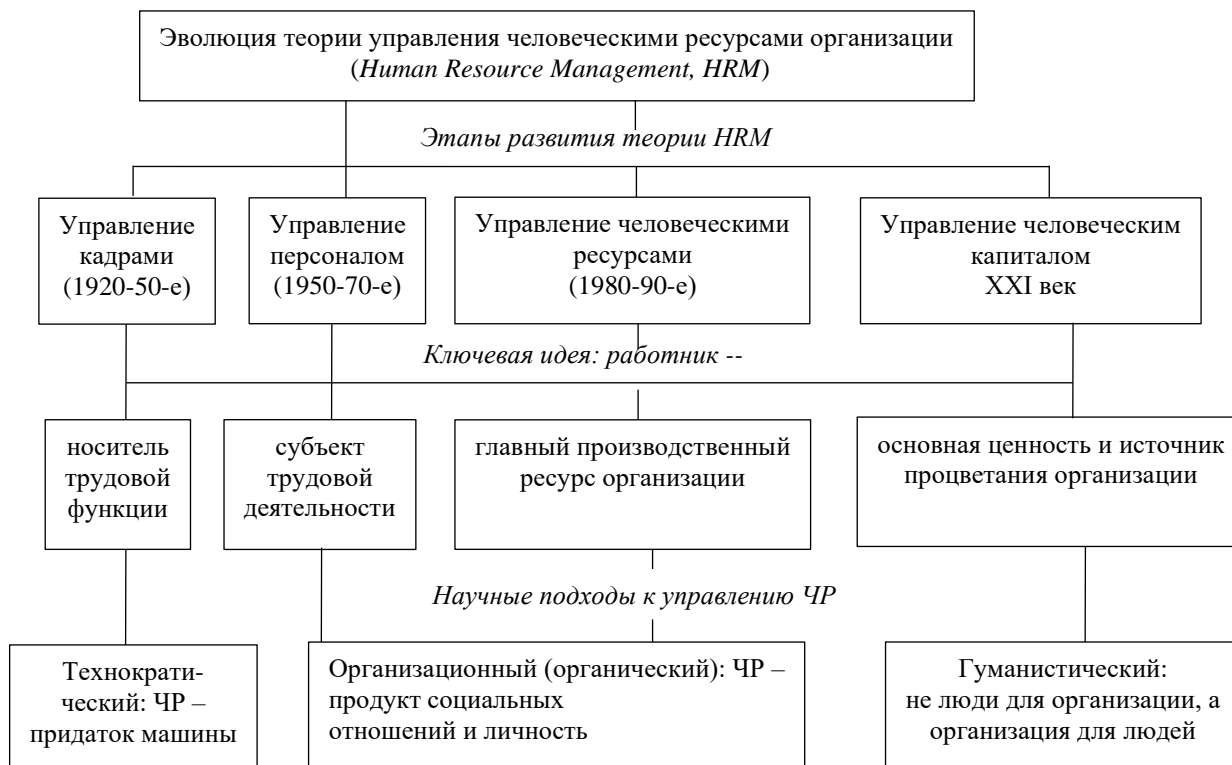 Эволюция теории управления человеческими ресурсами организации
(Human Resource Management, HRM)
Этапы развития теории HRM
Управление
кадрами
(1920-50-е)
Управление
персоналом
(1950-70-е)
Управление человеческими
ресурсами
(1980-90-е)
Управление человеческим
капиталом
XXI век
Ключевая идея: работник --
носитель
трудовой
функции
субъект
трудовой
деятельности
главный производственный
ресурс организации
основная ценность и источник
процветания организации
Научные подходы к управлению ЧР
Технократи-
ческий: ЧР –
придаток машины
Организационный (органический): ЧР –
продукт социальных
отношений и личность
Гуманистический:
не люди для организации, а
организация для людей